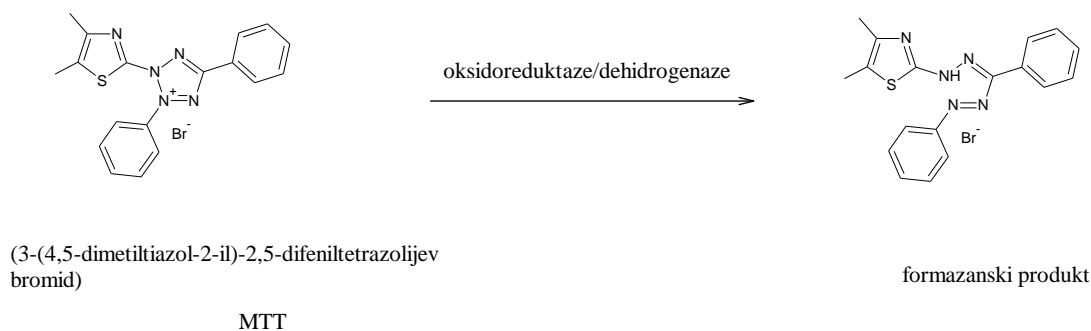 N
S
N
N
N
+
N
Br-
oksidoreduktaze/dehidrogenaze
N
S
NH
N
N
N
Br-
(3-(4,5-dimetiltiazol-2-il)-2,5-difeniltetrazolijev
bromid)
MTT
formazanski produkt